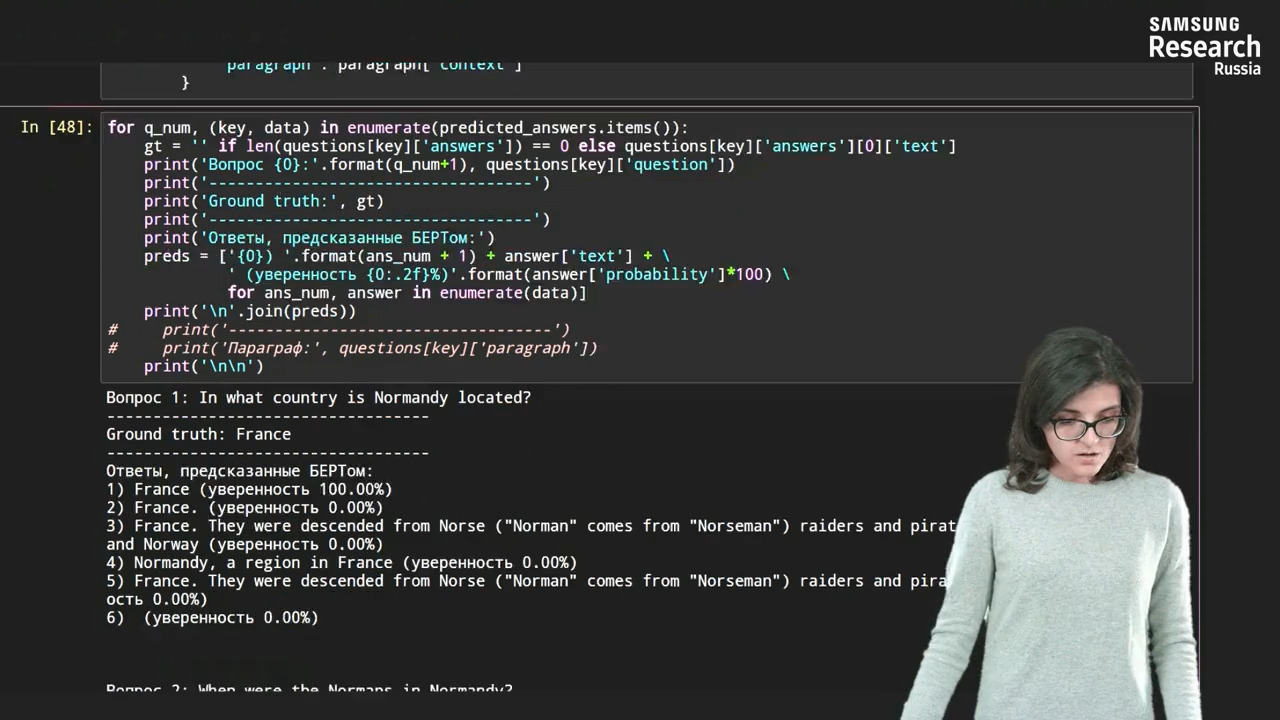 SAMSUNG
Research
Russia
paragraph : paragraph['context']
}
In [48]:
for q_num, (key, data) in enumerate(predicted_answers.items()):
gt = '' if len(questions[key]['answers']) == 0 else questions[key]['answers'][0]['text']
print('Вопрос {0}:'.format(q_num+1), questions[key]['question'])
print('-----------------------------------')
print('Ground truth:', gt)
print('-----------------------------------')
print('Ответы, предсказанные БЕРТом:')
preds = ['{0}) '.format(ans_num + 1) + answer['text'] + \
' (уверенность {0:.2f}%)'.format(answer['probability']*100) \
for ans_num, answer in enumerate(data)]
print('\n'.join(preds))
# print('-----------------------------------')
# print('Параграф:', questions[key]['paragraph'])
print('\n\n')
Вопрос 1: In what country is Normandy located?
-----------------------------------
Ground truth: France
-----------------------------------
Ответы, предсказанные БЕРТом:
1) France (уверенность 100.00%)
2) France. (уверенность 0.00%)
3) France. They were descended from Norse ("Norman" comes from "Norseman") raiders and pirat
and Norway (уверенность 0.00%)
4) Normandy, a region in France (уверенность 0.00%)
5) France. They were descended from Norse ("Norman" comes from "Norseman") raiders and pira
ость 0.00%)
6) (уверенность 0.00%)
Вопрос 2: When were the Normans in Normandy?